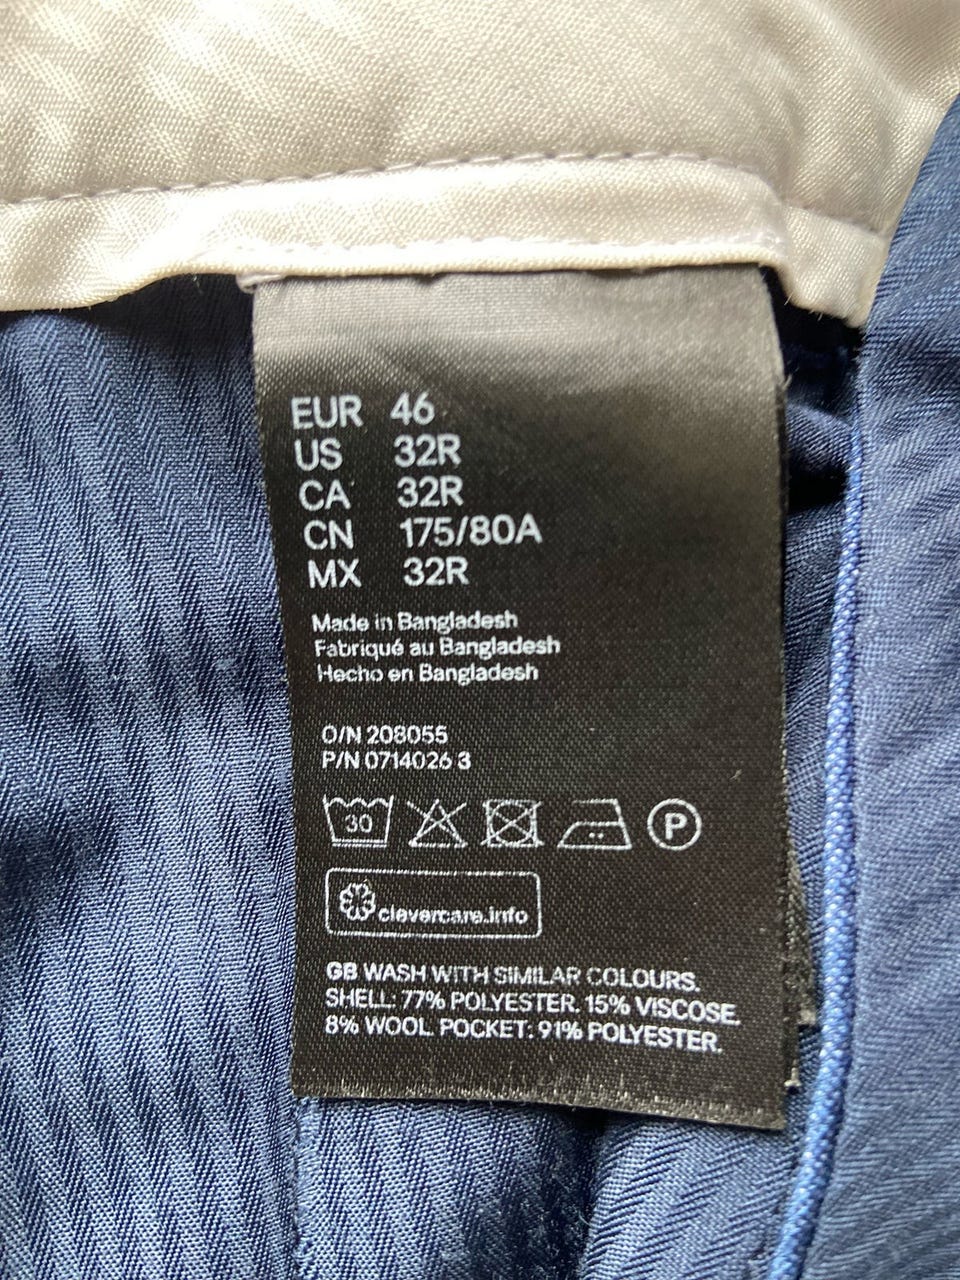 EUR 46
US 32R
CA 32R
CN 175/80A
MX 32R
Made in Bangladesh
Fabriqué au Bangladesh
Hecho en Bangladesh
O/N 208055
P/N 0714026 3
30 P
clevercare.info
GB WASH WITH SIMILAR COLOURS.
SHELL: 77% POLYESTER. 15% VISCOSE.
8% WOOL. POCKET: 91% POLYESTER.